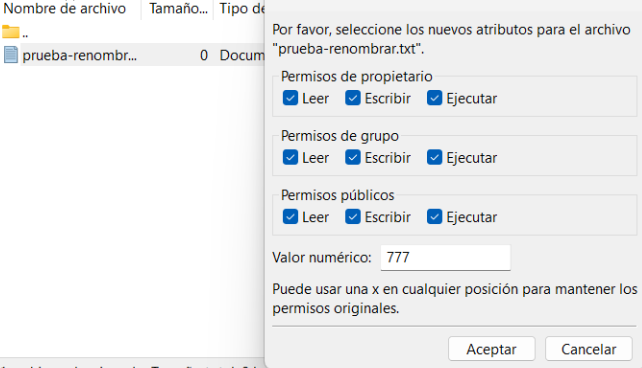 Nombre de archivo Tamaño... Tipo de
..
prueba-renombr... 0 Docum
Por favor, seleccione los nuevos atributos para el archivo
"prueba-renombrar.txt".
Permisos de propietario
Leer Escribir Ejecutar
Permisos de grupo
Leer Escribir Ejecutar
Permisos públicos
Leer Escribir Ejecutar
Valor numérico: 777
Puede usar una x en cualquier posición para mantener los
permisos originales.
Aceptar Cancelar